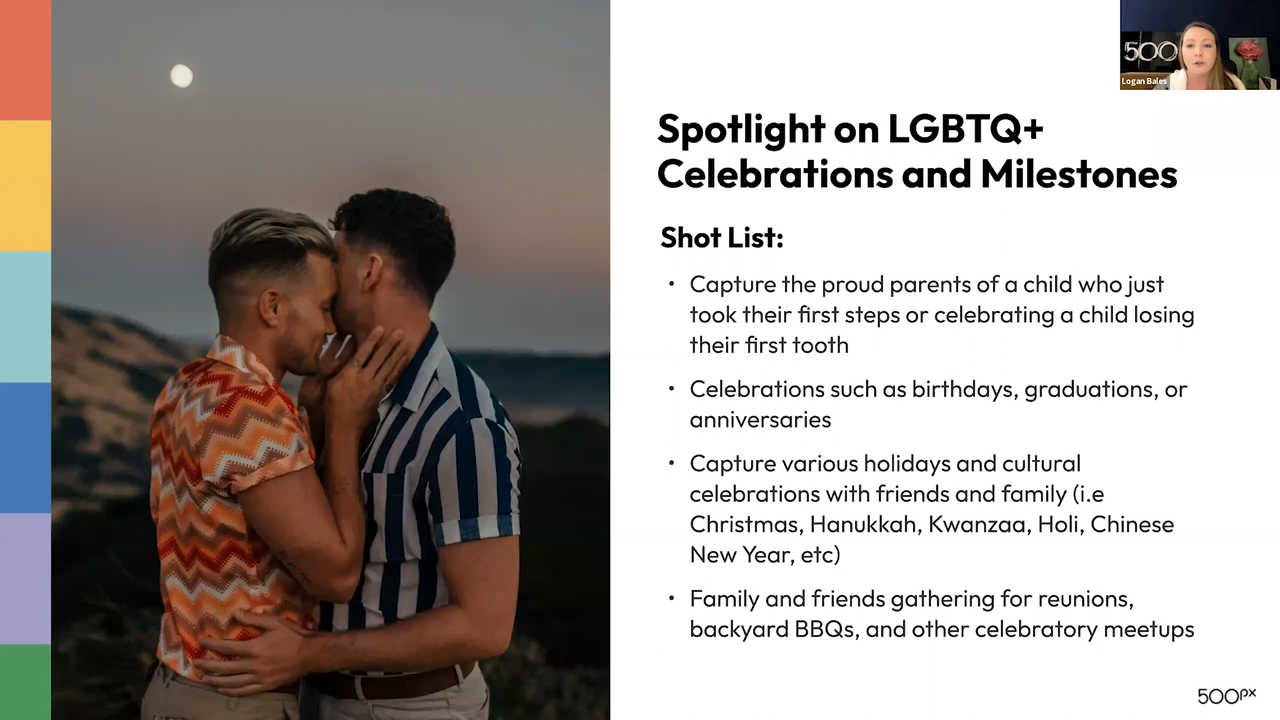 500
Logan Bales
Spotlight on LGBTQ+
Celebrations and Milestones
Shot List:
• Capture the proud parents of a child who just
took their first steps or celebrating a child losing
their first tooth
• Celebrations such as birthdays, graduations, or
anniversaries
• Capture various holidays and cultural
celebrations with friends and family (i.e
Christmas, Hanukkah, Kwanzaa, Holi, Chinese
New Year, etc)
• Family and friends gathering for reunions,
backyard BBQs, and other celebratory meetups
500px